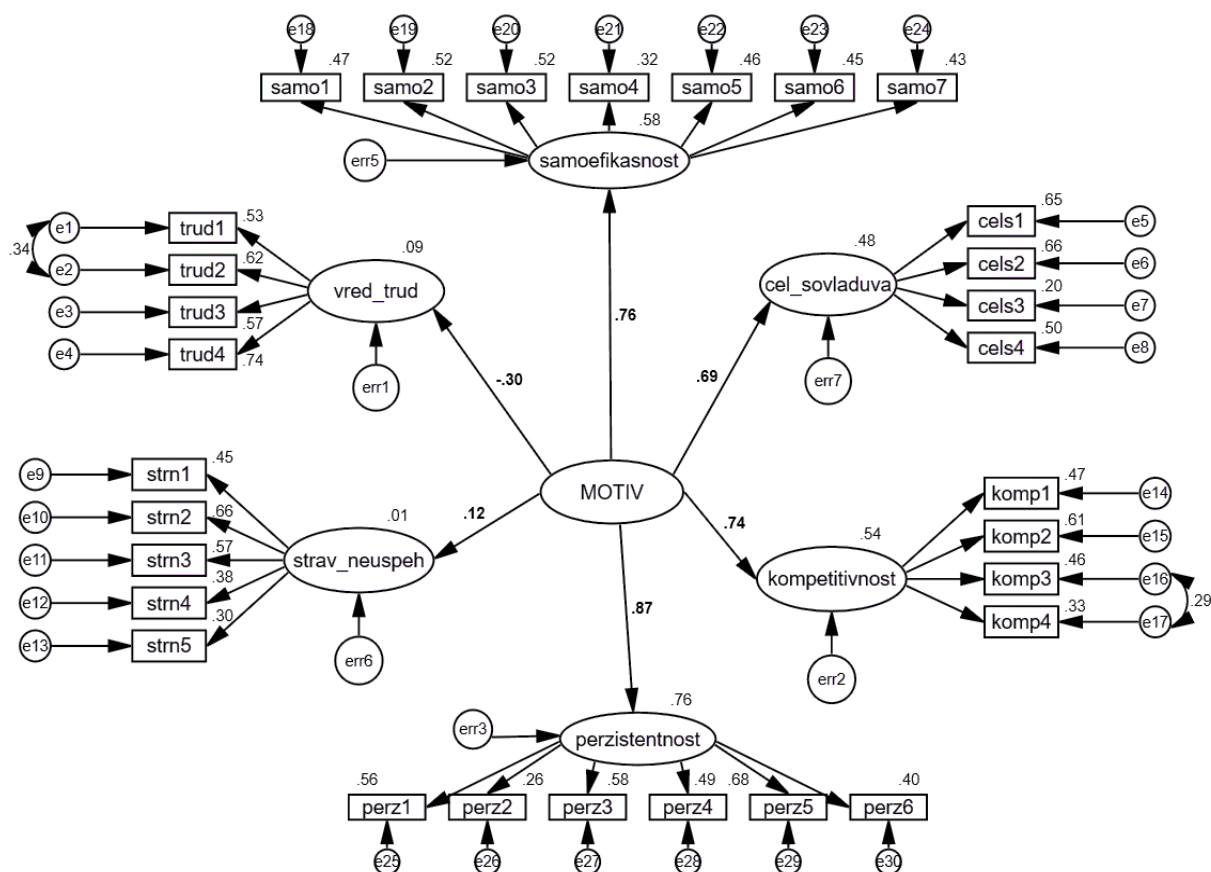 e18 e19 e20 e21 e22 e23 e24
.47 .52 .52 .32 .46 .45 .43
samo1 samo2 samo3 samo4 samo5 samo6 samo7
.58
err5 samoefikasnost
.34
e1 trud1 .53
e2 trud2 .62
e3 trud3 .57
e4 trud4 .74
.09
vred_trud
err1
.65
cels1 e5
.66
cels2 e6
.20
cels3 e7
.50
cels4 e8
.48
cel_sovladuva
err7
.76
-.30
.69
MOTIV
.12
.74
.87
e9 strn1 .45
e10 strn2 .66
e11 strn3 .57
e12 strn4 .38
e13 strn5 .30
.01
strav_neuspeh
err6
.47
komp1 e14
.61
komp2 e15
.46
komp3 e16
.33
komp4 e17
.29
.54
kompetitivnost
err2
.76
err3 perzistentnost
.56 .26 .58 .49 .68 .40
perz1 perz2 perz3 perz4 perz5 perz6
e25 e26 e27 e28 e29 e30